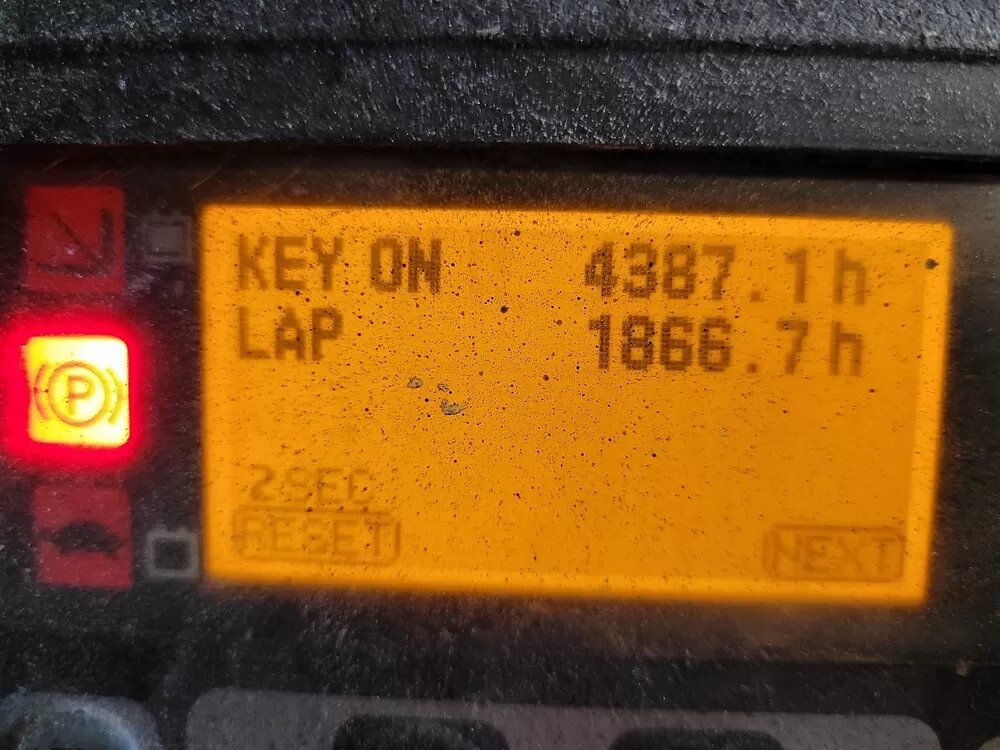 KEY ON 4387.1h
LAP 1866.7h
P
2SEC
RESET NEXT